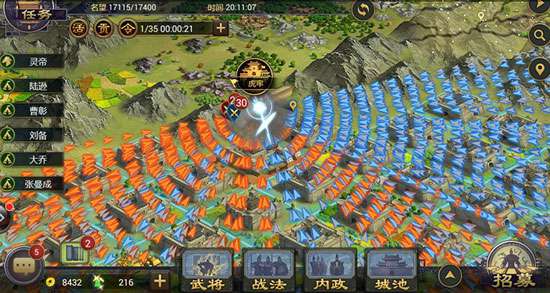 任务
名望 17115/17400
时间 20:11:07
活 贡 令 1/35 00:00:21
灵帝
陆逊
曹彰
刘备
大乔
张曼成
虎牢
230
5
2
8432
216
武将
战法
内政
城池
招募